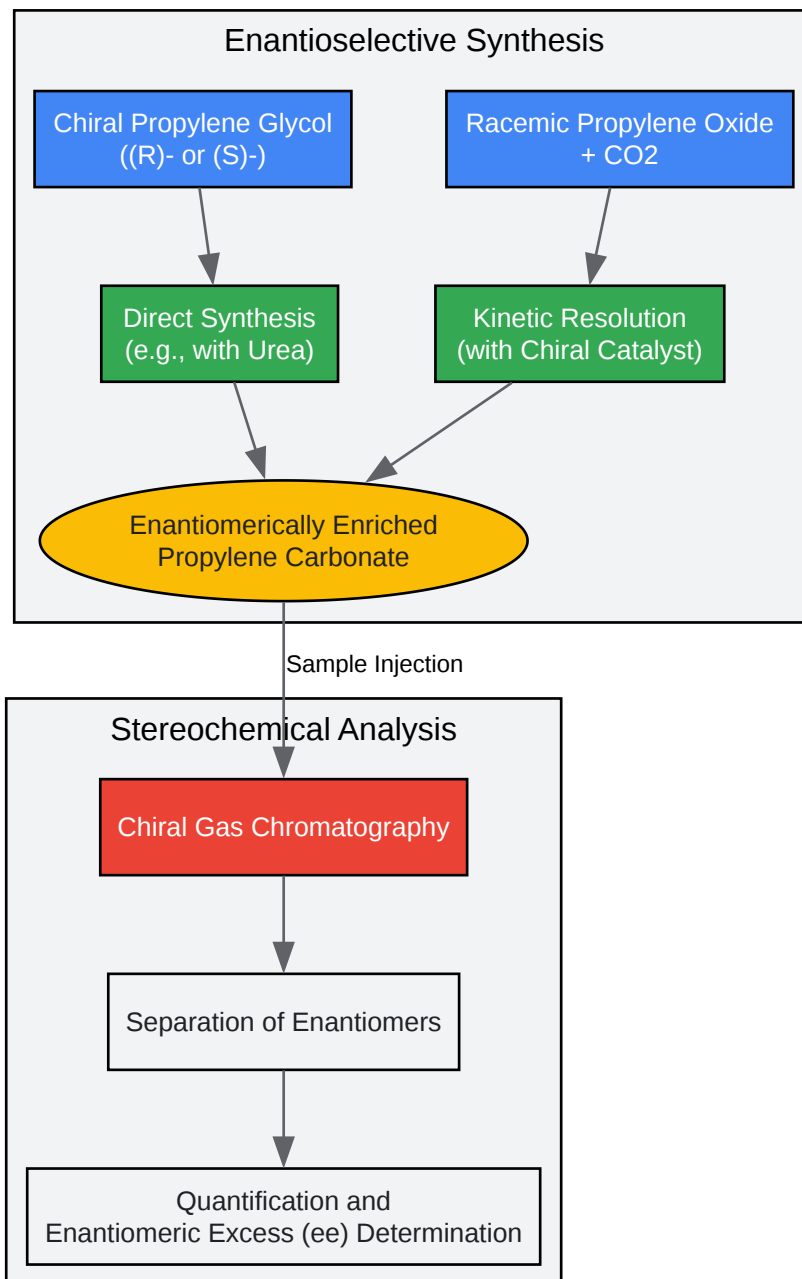 Enantioselective Synthesis
Chiral Propylene Glycol
((R)- or (S)-)
Racemic Propylene Oxide
+ CO2
Direct Synthesis
(e.g., with Urea)
Kinetic Resolution
(with Chiral Catalyst)
Enantiomerically Enriched
Propylene Carbonate
Sample Injection
Stereochemical Analysis
Chiral Gas Chromatography
Separation of Enantiomers
Quantification and
Enantiomeric Excess (ee) Determination